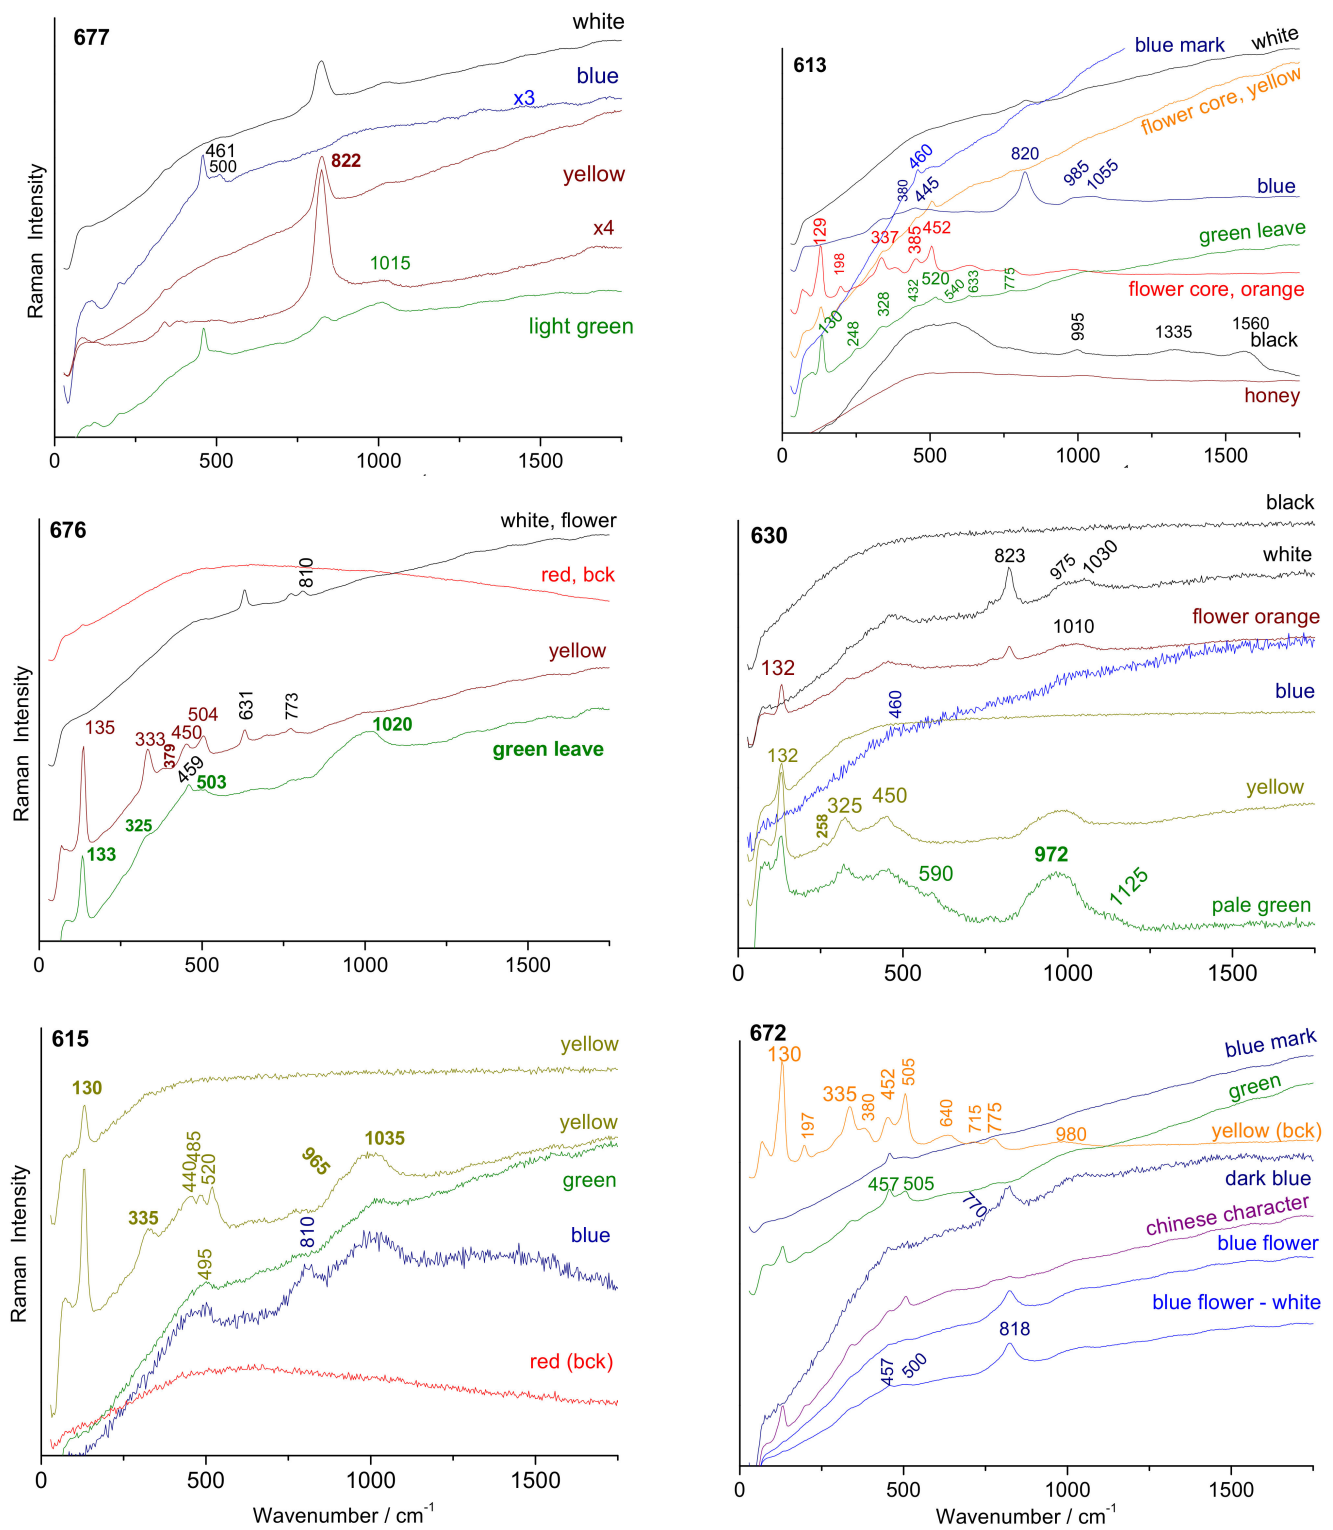 677
white
blue
x3
461
500
822
yellow
x4
1015
light green
Raman Intensity
0 500 1000 1500
613
blue mark
white
flower core, yellow
460
380
445
820
985
1055
blue
129
198
337
385
452
green leave
432
520
540
633
775
flower core, orange
130
248
328
995
1335
1560
black
honey
0 500 1000 1500
676
white, flower
810
red, bck
yellow
135
333
379
450
504
631
773
459
503
1020
green leave
325
133
Raman Intensity
0 500 1000 1500
630
black
823
975
1030
white
flower orange
1010
132
blue
460
132
258
325
450
yellow
590
972
1125
pale green
0 500 1000 1500
615
yellow
130
yellow
440
485
520
965
1035
335
green
495
810
blue
red (bck)
Raman Intensity
0 500 1000 1500
Wavenumber / cm-1
672
blue mark
130
197
335
380
452
505
640
715
775
980
green
yellow (bck)
457 505
dark blue
770
chinese character
blue flower
blue flower - white
818
457
500
0 500 1000 1500
Wavenumber / cm-1